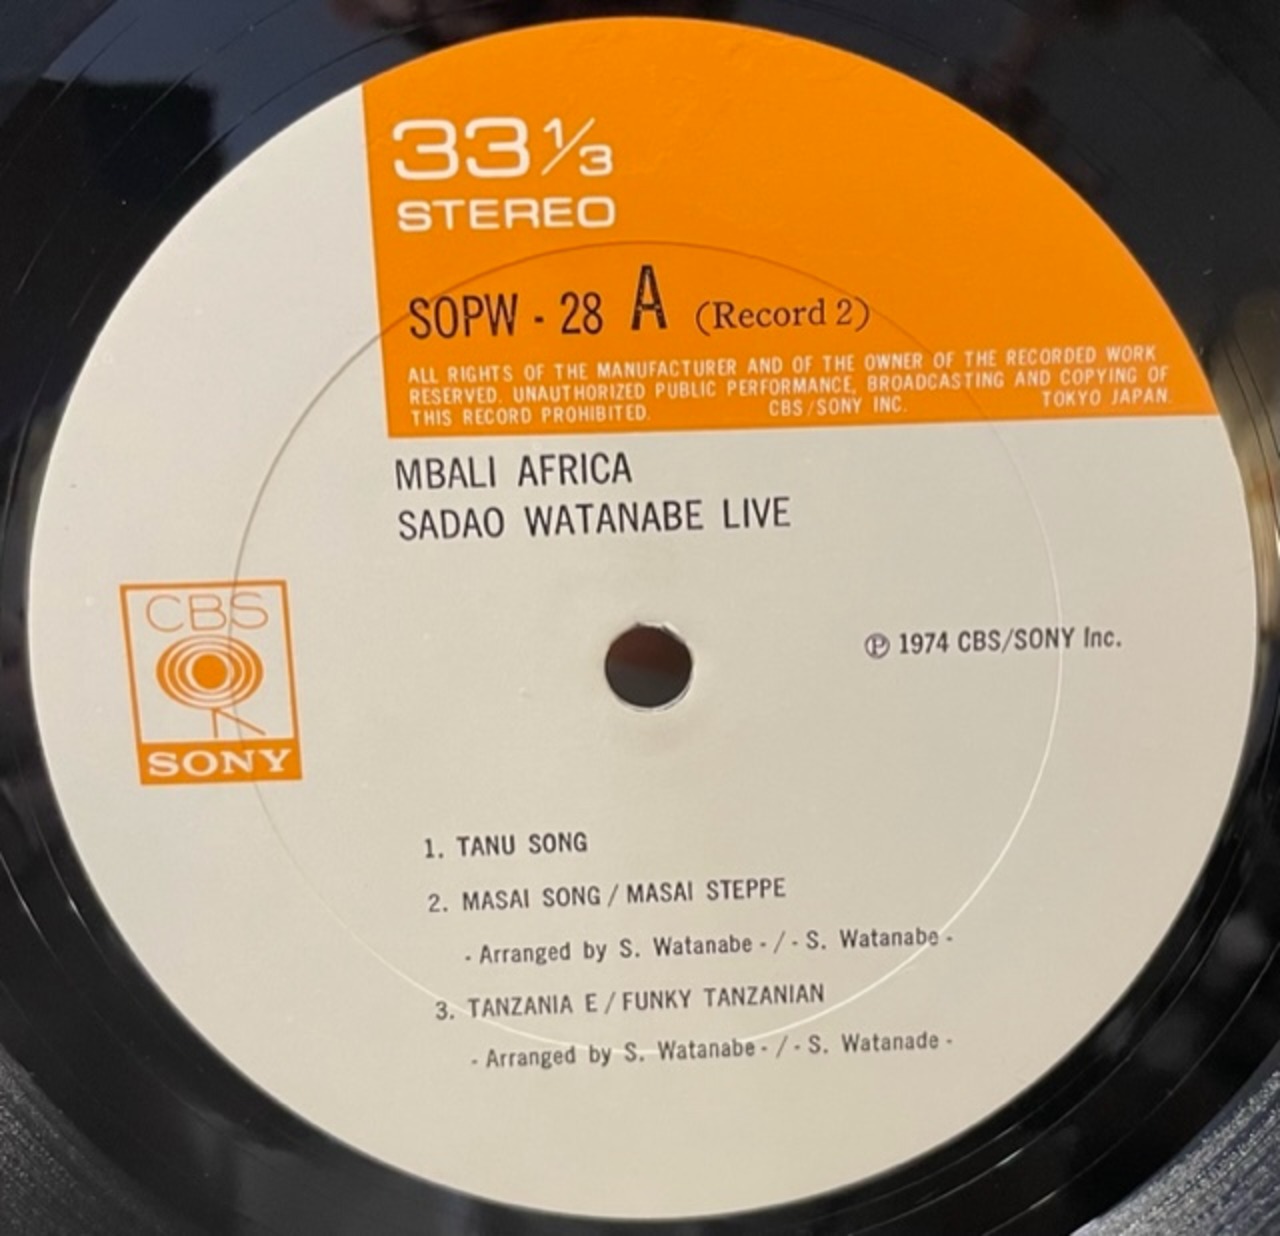 33 1/3
STEREO
SOPW - 28 A (Record 2)
ALL RIGHTS OF THE MANUFACTURER AND OF THE OWNER OF THE RECORDED WORK
RESERVED. UNAUTHORIZED PUBLIC PERFORMANCE, BROADCASTING AND COPYING OF
THIS RECORD PROHIBITED. CBS/SONY INC. TOKYO JAPAN.
MBALI AFRICA
SADAO WATANABE LIVE
CBS
SONY
℗ 1974 CBS/SONY Inc.
1. TANU SONG
2. MASAI SONG / MASAI STEPPE
- Arranged by S. Watanabe - / - S. Watanabe -
3. TANZANIA E / FUNKY TANZANIAN
- Arranged by S. Watanabe - / - S. Watanade -